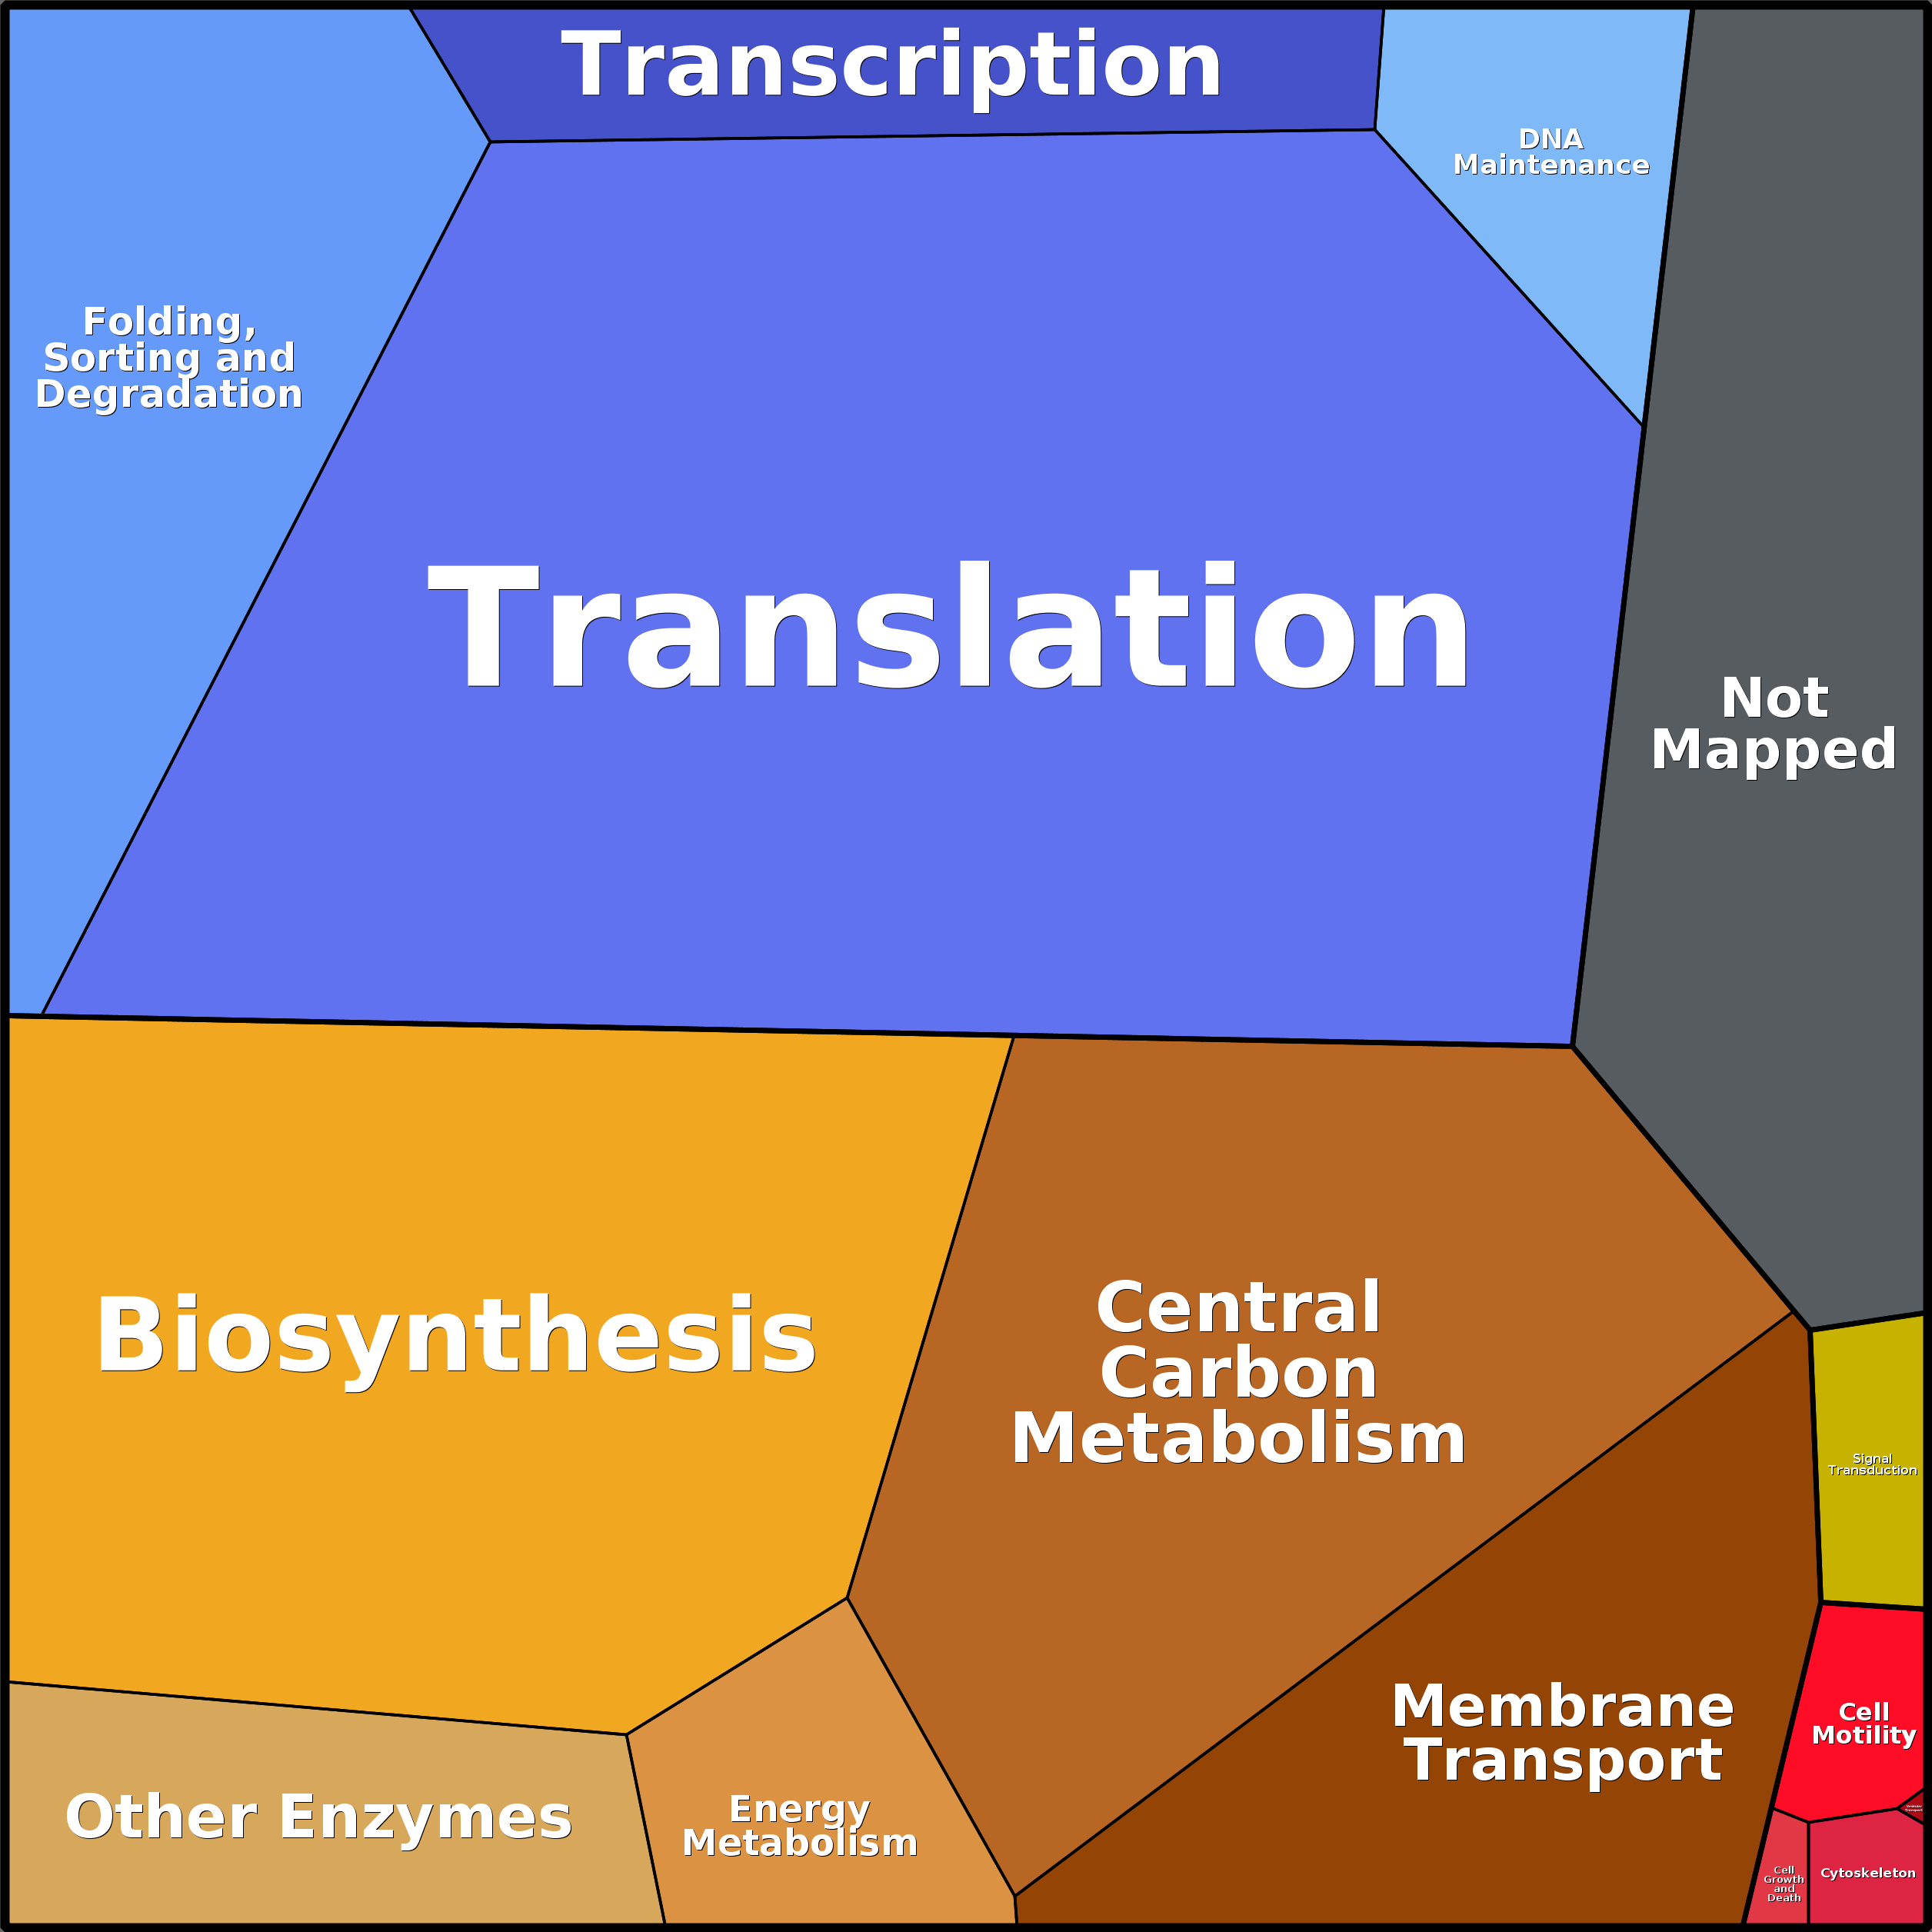 Transcription
DNA
Maintenance
Folding,
Sorting and
Degradation
Translation
Not
Mapped
Biosynthesis
Central
Carbon
Metabolism
Signal
Transduction
Membrane
Transport
Cell
Motility
Other Enzymes
Energy
Metabolism
Cell
Growth
and
Death
Cytoskeleton